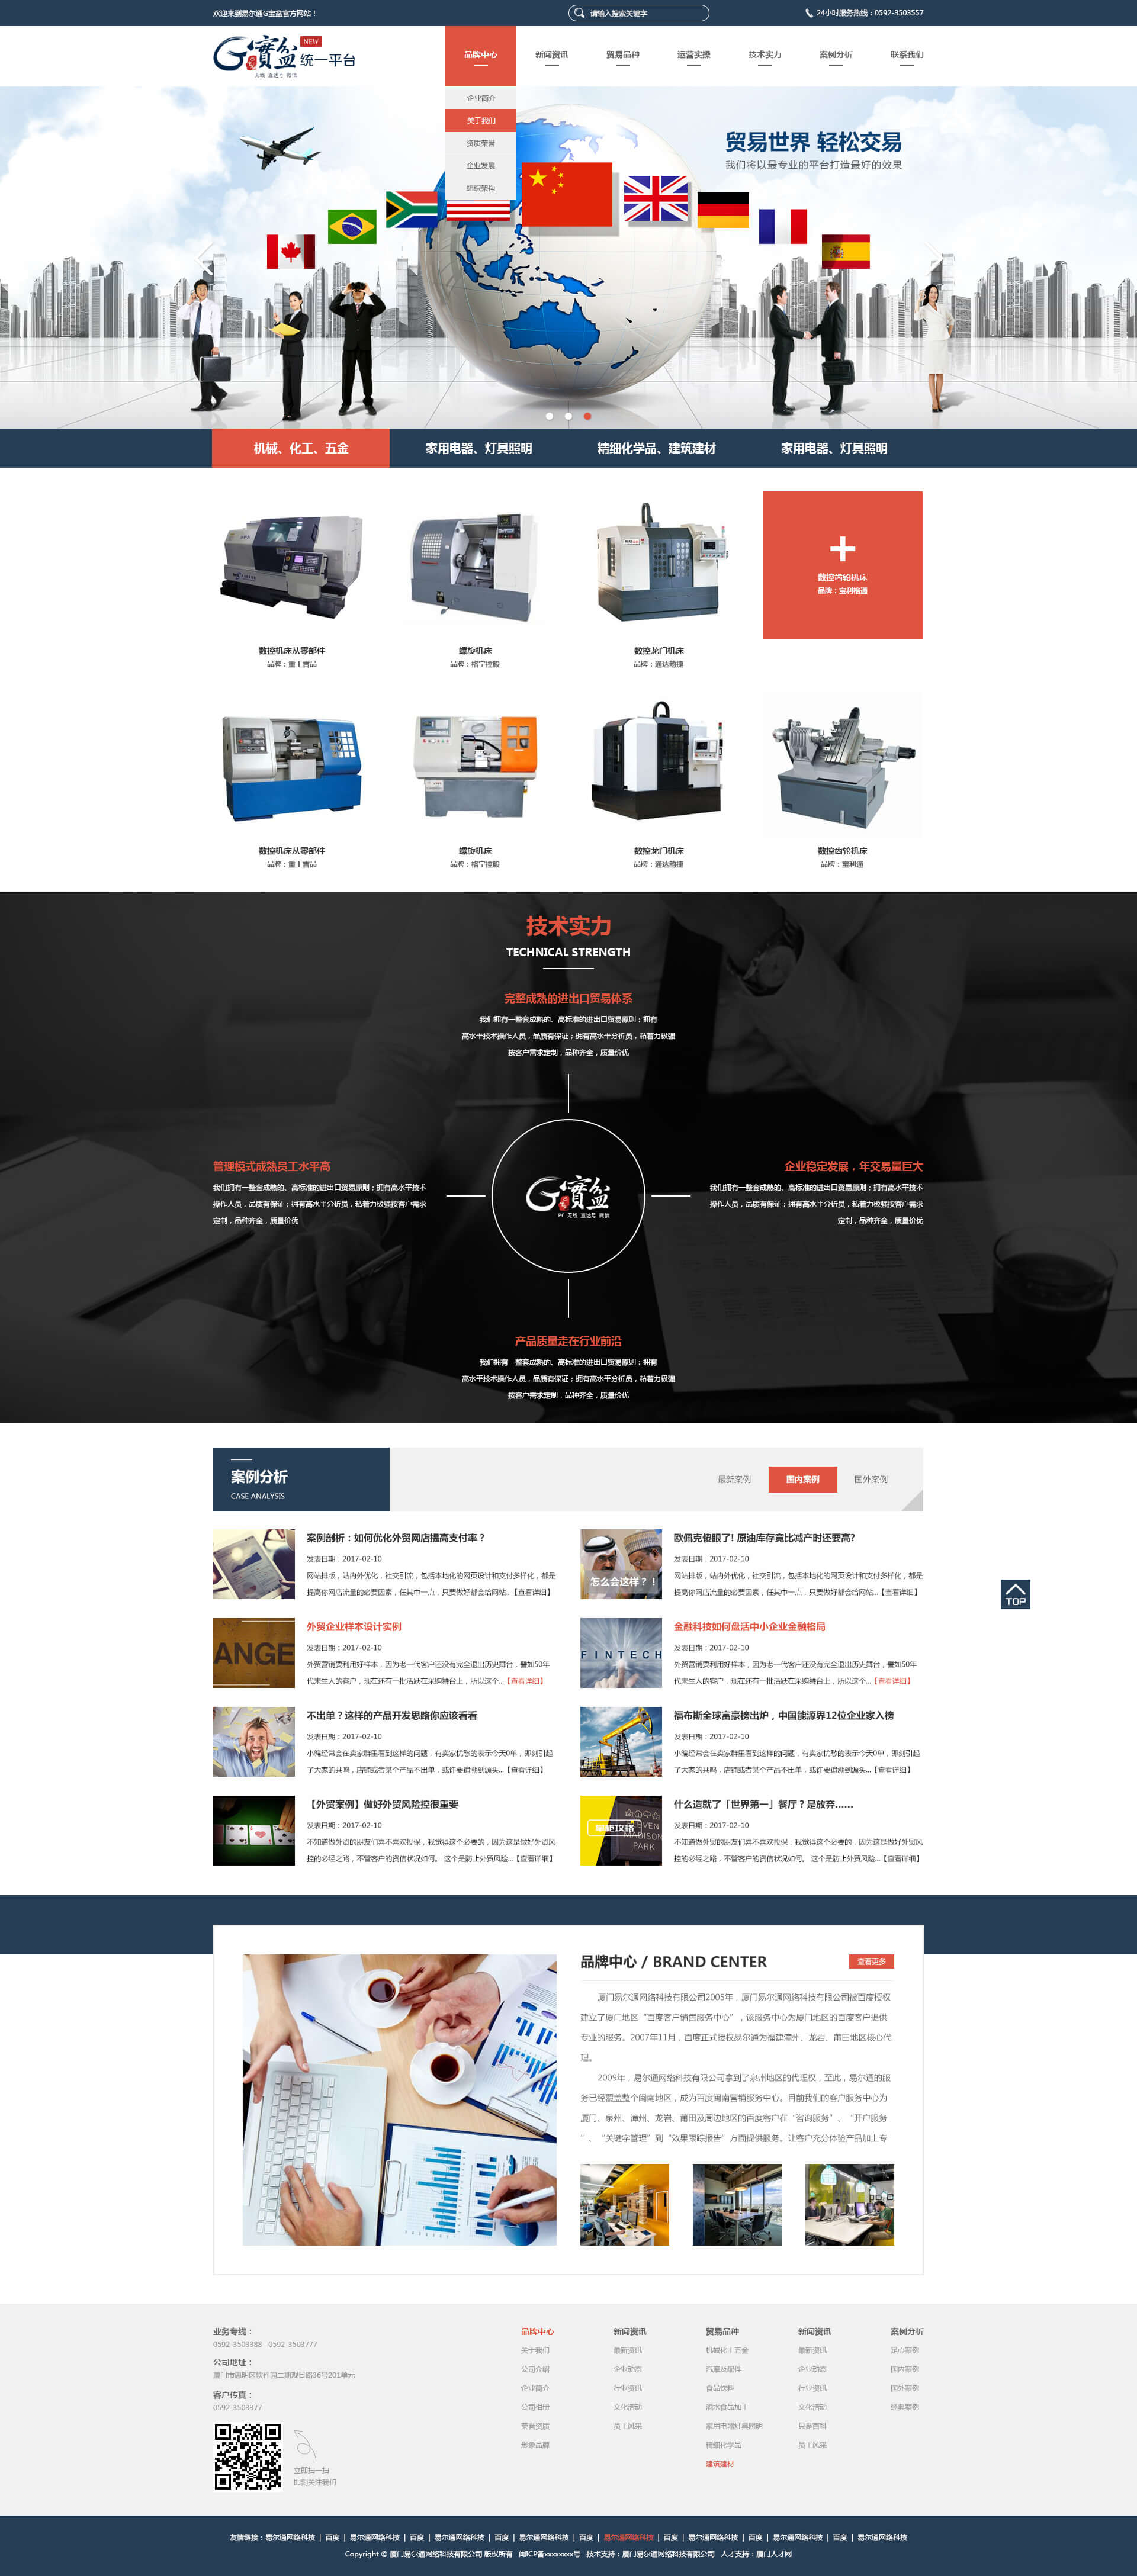 欢迎来到易尔通G宝盆官方网站！
请输入搜索关键字
24小时服务热线：0592-3503557
G寶盆 NEW 统一平台
无线 直达号 微信
品牌中心 新闻资讯 贸易品种 运营实操 技术实力 案例分析 联系我们
企业简介
关于我们
资质荣誉
企业发展
组织架构
贸易世界 轻松交易
我们将以最专业的平台打造最好的效果
机械、化工、五金 家用电器、灯具照明 精细化学品、建筑建材 家用电器、灯具照明
数控齿轮机床
品牌：宝利格通
数控机床从零部件 螺旋机床 数控龙门机床
品牌：重工吉品 品牌：格宁控股 品牌：通达韵捷
数控机床从零部件 螺旋机床 数控龙门机床 数控齿轮机床
品牌：重工吉品 品牌：格宁控股 品牌：通达韵捷 品牌：宝利通
技术实力
TECHNICAL STRENGTH
完整成熟的进出口贸易体系
我们拥有一整套成熟的、高标准的进出口贸易原则；拥有
高水平技术操作人员，品质有保证；拥有高水平分析员，粘着力极强
按客户需求定制，品种齐全，质量价优
管理模式成熟员工水平高
我们拥有一整套成熟的、高标准的进出口贸易原则；拥有高水平技术
操作人员，品质有保证；拥有高水平分析员，粘着力极强按客户需求
定制，品种齐全，质量价优
G寶盆
PC 无线 直达号 微信
企业稳定发展，年交易量巨大
我们拥有一整套成熟的、高标准的进出口贸易原则；拥有高水平技术
操作人员，品质有保证；拥有高水平分析员，粘着力极强按客户需求
定制，品种齐全，质量价优
产品质量走在行业前沿
我们拥有一整套成熟的、高标准的进出口贸易原则；拥有
高水平技术操作人员，品质有保证；拥有高水平分析员，粘着力极强
按客户需求定制，品种齐全，质量价优
案例分析
CASE ANALYSIS
最新案例 国内案例 国外案例
案例剖析：如何优化外贸网店提高支付率？
发表日期：2017-02-10
网站排版，站内外优化，社交引流，包括本地化的网页设计和支付多样化，都是
提高你网店流量的必要因素，任其中一点，只要做好都会给网站...【查看详细】
怎么会这样？！
欧佩克傻眼了! 原油库存竟比减产时还要高?
发表日期：2017-02-10
网站排版，站内外优化，社交引流，包括本地化的网页设计和支付多样化，都是
提高你网店流量的必要因素，任其中一点，只要做好都会给网站...【查看详细】
ANGE
外贸企业样本设计实例
发表日期：2017-02-10
外贸营销要利用好样本，因为老一代客户还没有完全退出历史舞台，譬如50年
代末生人的客户，现在还有一批活跃在采购舞台上，所以这个...【查看详细】
FINTECH
金融科技如何盘活中小企业金融格局
发表日期：2017-02-10
外贸营销要利用好样本，因为老一代客户还没有完全退出历史舞台，譬如50年
代末生人的客户，现在还有一批活跃在采购舞台上，所以这个...【查看详细】
TOP
不出单？这样的产品开发思路你应该看看
发表日期：2017-02-10
小编经常会在卖家群里看到这样的问题，有卖家忧愁的表示今天0单，即刻引起
了大家的共鸣，店铺或者某个产品不出单，或许要追溯到源头...【查看详细】
福布斯全球富豪榜出炉，中国能源界12位企业家入榜
发表日期：2017-02-10
小编经常会在卖家群里看到这样的问题，有卖家忧愁的表示今天0单，即刻引起
了大家的共鸣，店铺或者某个产品不出单，或许要追溯到源头...【查看详细】
【外贸案例】做好外贸风险控很重要
发表日期：2017-02-10
不知道做外贸的朋友们喜不喜欢投保，我觉得这个必要的，因为这是做好外贸风
控的必经之路，不管客户的资信状况如何。 这个是防止外贸风险...【查看详细】
掌柜攻略
EVEN
MADISON
PARK
什么造就了「世界第一」餐厅？是放弃……
发表日期：2017-02-10
不知道做外贸的朋友们喜不喜欢投保，我觉得这个必要的，因为这是做好外贸风
控的必经之路，不管客户的资信状况如何。 这个是防止外贸风险...【查看详细】
品牌中心 / BRAND CENTER 查看更多
厦门易尔通网络科技有限公司2005年，厦门易尔通网络科技有限公司被百度授权
建立了厦门地区“百度客户销售服务中心”，该服务中心为厦门地区的百度客户提供
专业的服务。2007年11月，百度正式授权易尔通为福建漳州、龙岩、莆田地区核心代
理。
2009年，易尔通网络科技有限公司拿到了泉州地区的代理权，至此，易尔通的服
务已经覆盖整个闽南地区，成为百度闽南营销服务中心。目前我们的客户服务中心为
厦门、泉州、漳州、龙岩、莆田及周边地区的百度客户在“咨询服务”、“开户服务
”、“关键字管理”到“效果跟踪报告”方面提供服务。让客户充分体验产品加上专
业务专线：
0592-3503388 0592-3503777
公司地址：
厦门市思明区软件园二期观日路36号201单元
客户传真：
0592-3503377
立即扫一扫
即刻关注我们
品牌中心
关于我们
公司介绍
企业简介
公司相册
荣誉资质
形象品牌
新闻资讯
最新资讯
企业动态
行业资讯
文化活动
员工风采
贸易品种
机械化工五金
汽摩及配件
食品饮料
酒水食品加工
家用电器灯具照明
精细化学品
建筑建材
新闻资讯
最新资讯
企业动态
行业资讯
文化活动
只是百科
员工风采
案例分析
足心案例
国内案例
国外案例
经典案例
友情链接：易尔通网络科技 | 百度 | 易尔通网络科技 | 百度 | 易尔通网络科技 | 百度 | 易尔通网络科技 | 百度 | 易尔通网络科技 | 百度 | 易尔通网络科技 | 百度 | 易尔通网络科技 | 百度 | 易尔通网络科技
Copyright © 厦门易尔通网络科技有限公司 版权所有 闽ICP备xxxxxxxx号 技术支持：厦门易尔通网络科技有限公司 人才支持：厦门人才网